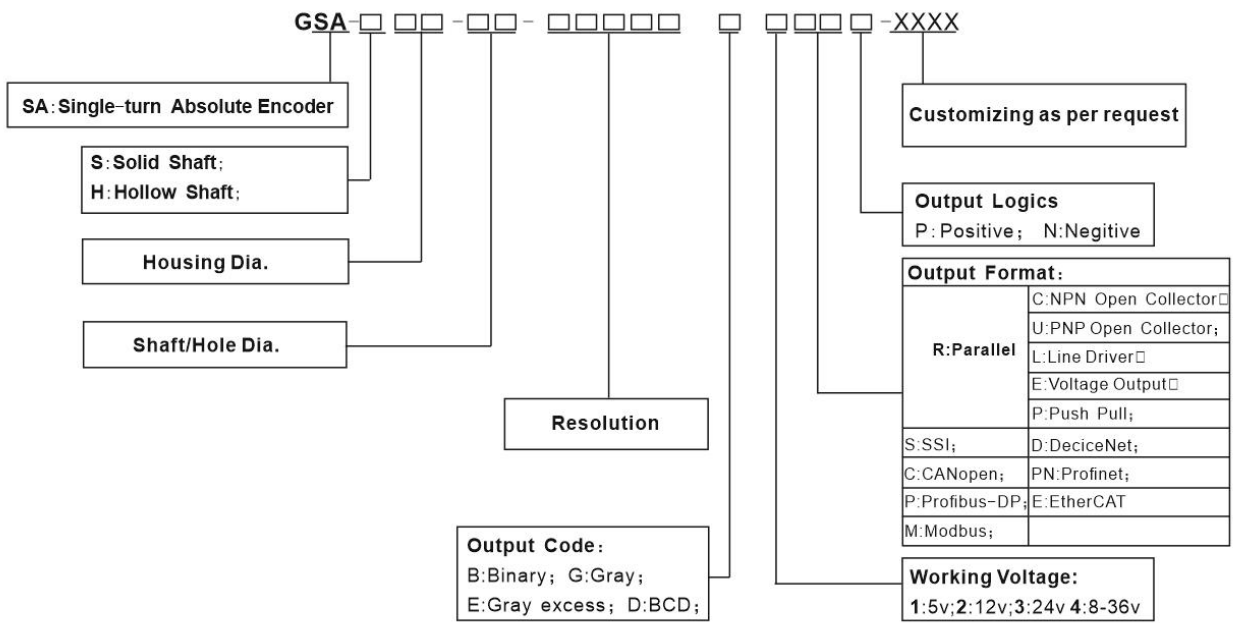 GSA-□ □□ -□□ - □□□□□ □ □ □□ □ -XXXX
SA:Single-turn Absolute Encoder
S:Solid Shaft;
H:Hollow Shaft;
Housing Dia.
Shaft/Hole Dia.
Resolution
Output Code:
B:Binary; G:Gray;
E:Gray excess; D:BCD;
Customizing as per request
Output Logics
P:Positive; N:Negitive
Output Format:
R:Parallel
C:NPN Open Collector□
U:PNP Open Collector;
L:Line Driver□
E:Voltage Output□
P:Push Pull;
S:SSI; D:DeciceNet;
C:CANopen; PN:Profinet;
P:Profibus-DP; E:EtherCAT
M:Modbus;
Working Voltage:
1:5v;2:12v;3:24v 4:8-36v